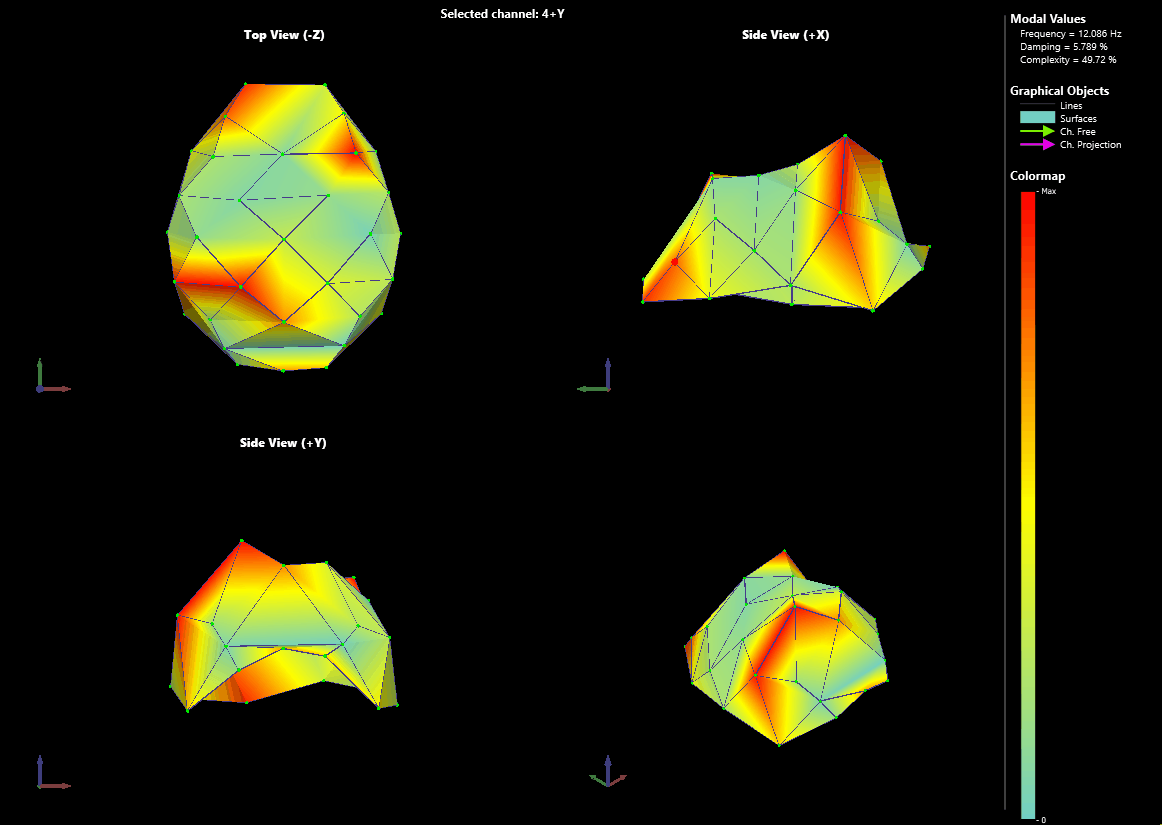 Selected channel: 4+Y
Top View (-Z)
Side View (+X)
Side View (+Y)
Modal Values
Frequency = 12.086 Hz
Damping = 5.789 %
Complexity = 49.72 %
Graphical Objects
Lines
Surfaces
Ch. Free
Ch. Projection
Colormap
- Max
- 0